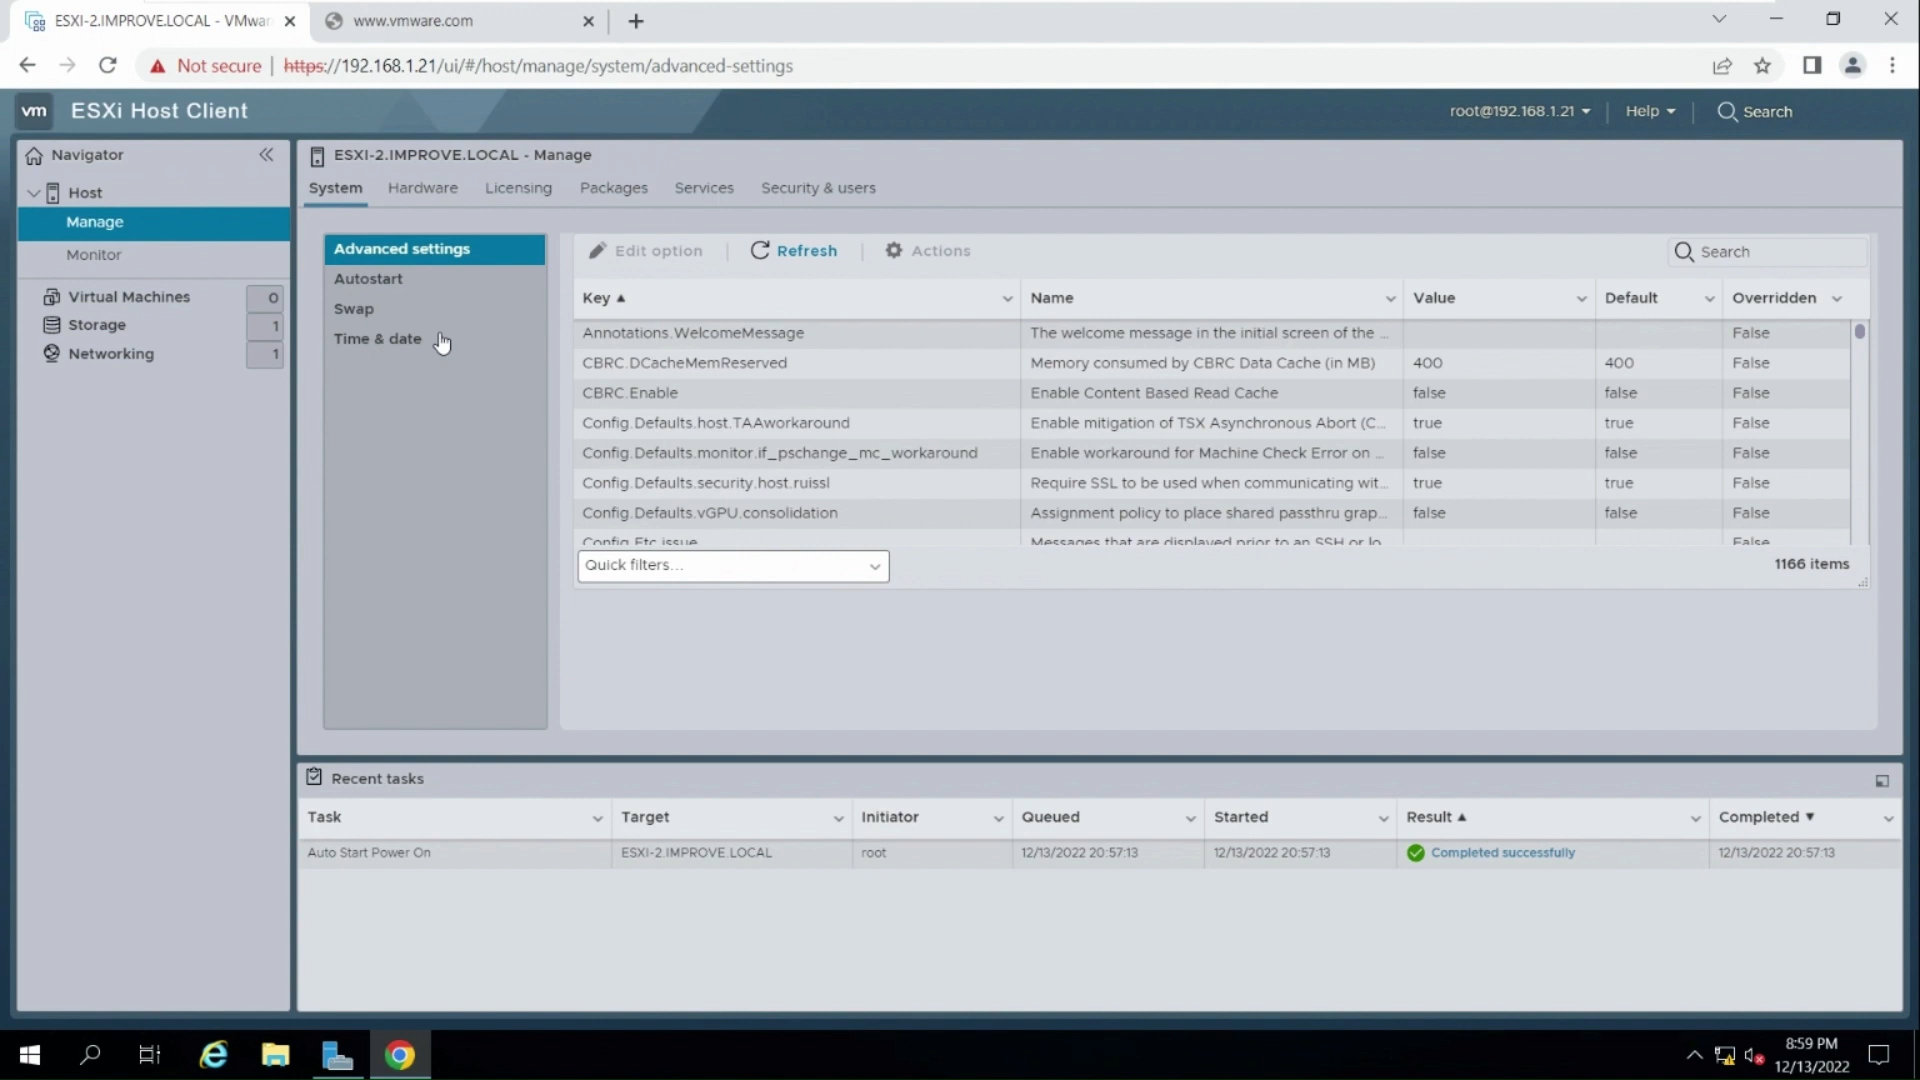 ESXI-2.IMPROVE.LOCAL - VMwar
www.vmware.com
Not secure | https://192.168.1.21/ui/#/host/manage/system/advanced-settings
vm ESXi Host Client
root@192.168.1.21
Help
Search
Navigator
Host
Manage
Monitor
Virtual Machines 0
Storage 1
Networking 1
ESXI-2.IMPROVE.LOCAL - Manage
System Hardware Licensing Packages Services Security & users
Advanced settings
Autostart
Swap
Time & date
Edit option Refresh Actions Search
Key Name Value Default Overridden
Annotations.WelcomeMessage The welcome message in the initial screen of the ... False
CBRC.DCacheMemReserved Memory consumed by CBRC Data Cache (in MB) 400 400 False
CBRC.Enable Enable Content Based Read Cache false false False
Config.Defaults.host.TAAworkaround Enable mitigation of TSX Asynchronous Abort (C... true true False
Config.Defaults.monitor.if_pschange_mc_workaround Enable workaround for Machine Check Error on ... false false False
Config.Defaults.security.host.ruissl Require SSL to be used when communicating wit... true true False
Config.Defaults.vGPU.consolidation Assignment policy to place shared passthru grap... false false False
Config.Etc.issue Messages that are displayed prior to an SSH or lo... False
Quick filters...
1166 items
Recent tasks
Task Target Initiator Queued Started Result Completed
Auto Start Power On ESXI-2.IMPROVE.LOCAL root 12/13/2022 20:57:13 12/13/2022 20:57:13 Completed successfully 12/13/2022 20:57:13
8:59 PM
12/13/2022